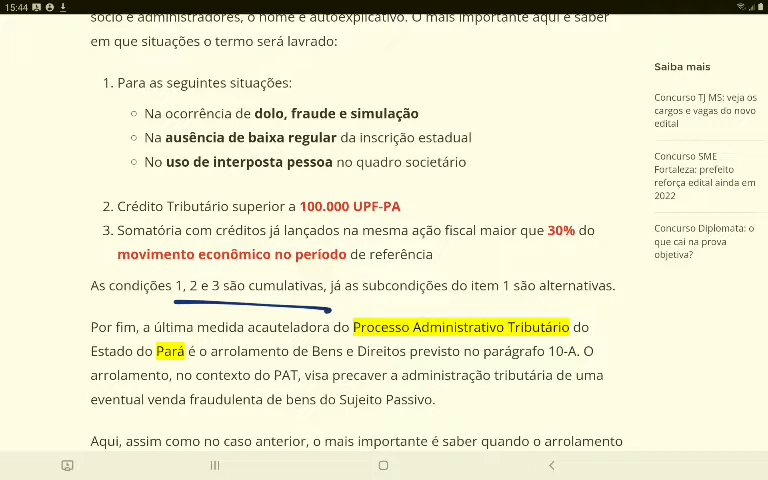 15:44
sócio e administradores, o nome é autoexplicativo. O mais importante aqui é saber
em que situações o termo será lavrado:
Saiba mais
1. Para as seguintes situações:
Concurso TJ MS: veja os
cargos e vagas do novo
edital
Na ocorrência de dolo, fraude e simulação
Na ausência de baixa regular da inscrição estadual
No uso de interposta pessoa no quadro societário
Concurso SME
Fortaleza: prefeito
reforça edital ainda em
2022
2. Crédito Tributário superior a 100.000 UPF-PA
3. Somatória com créditos já lançados na mesma ação fiscal maior que 30% do
movimento econômico no período de referência
Concurso Diplomata: o
que cai na prova
objetiva?
As condições 1, 2 e 3 são cumulativas, já as subcondições do item 1 são alternativas.
Por fim, a última medida acauteladora do Processo Administrativo Tributário do
Estado do Pará é o arrolamento de Bens e Direitos previsto no parágrafo 10-A. O
arrolamento, no contexto do PAT, visa precaver a administração tributária de uma
eventual venda fraudulenta de bens do Sujeito Passivo.
Aqui, assim como no caso anterior, o mais importante é saber quando o arrolamento